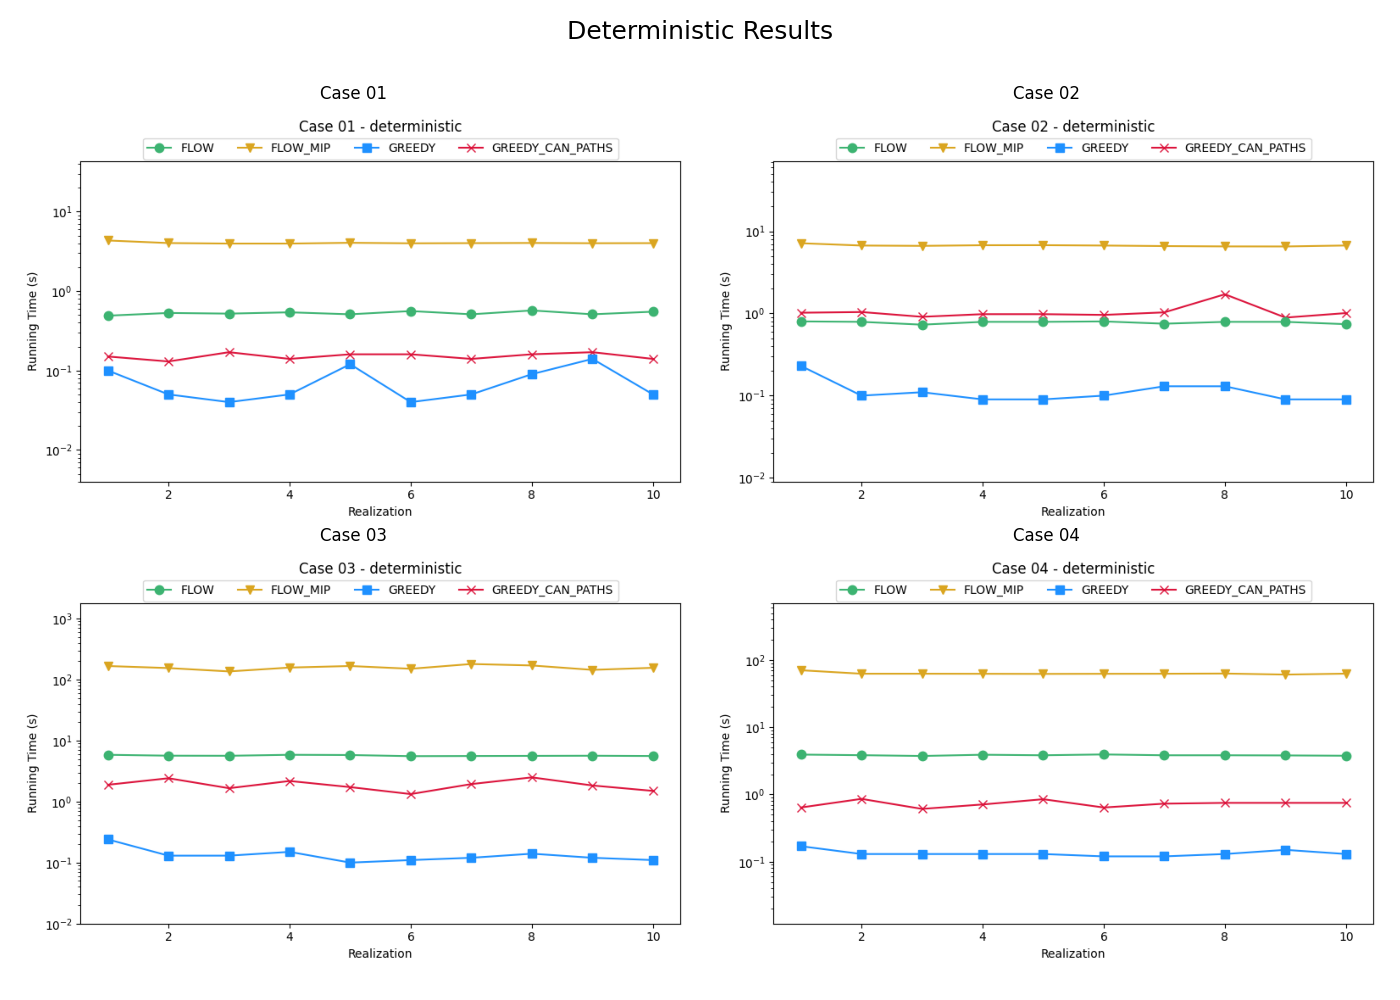 Deterministic Results
Case 01
Case 01 - deterministic
FLOW FLOW_MIP GREEDY GREEDY_CAN_PATHS
Running Time (s)
10^1
10^0
10^-1
10^-2
2 4 6 8 10
Realization
Case 02
Case 02 - deterministic
FLOW FLOW_MIP GREEDY GREEDY_CAN_PATHS
Running Time (s)
10^1
10^0
10^-1
10^-2
2 4 6 8 10
Realization
Case 03
Case 03 - deterministic
FLOW FLOW_MIP GREEDY GREEDY_CAN_PATHS
Running Time (s)
10^3
10^2
10^1
10^0
10^-1
10^-2
2 4 6 8 10
Realization
Case 04
Case 04 - deterministic
FLOW FLOW_MIP GREEDY GREEDY_CAN_PATHS
Running Time (s)
10^2
10^1
10^0
10^-1
2 4 6 8 10
Realization